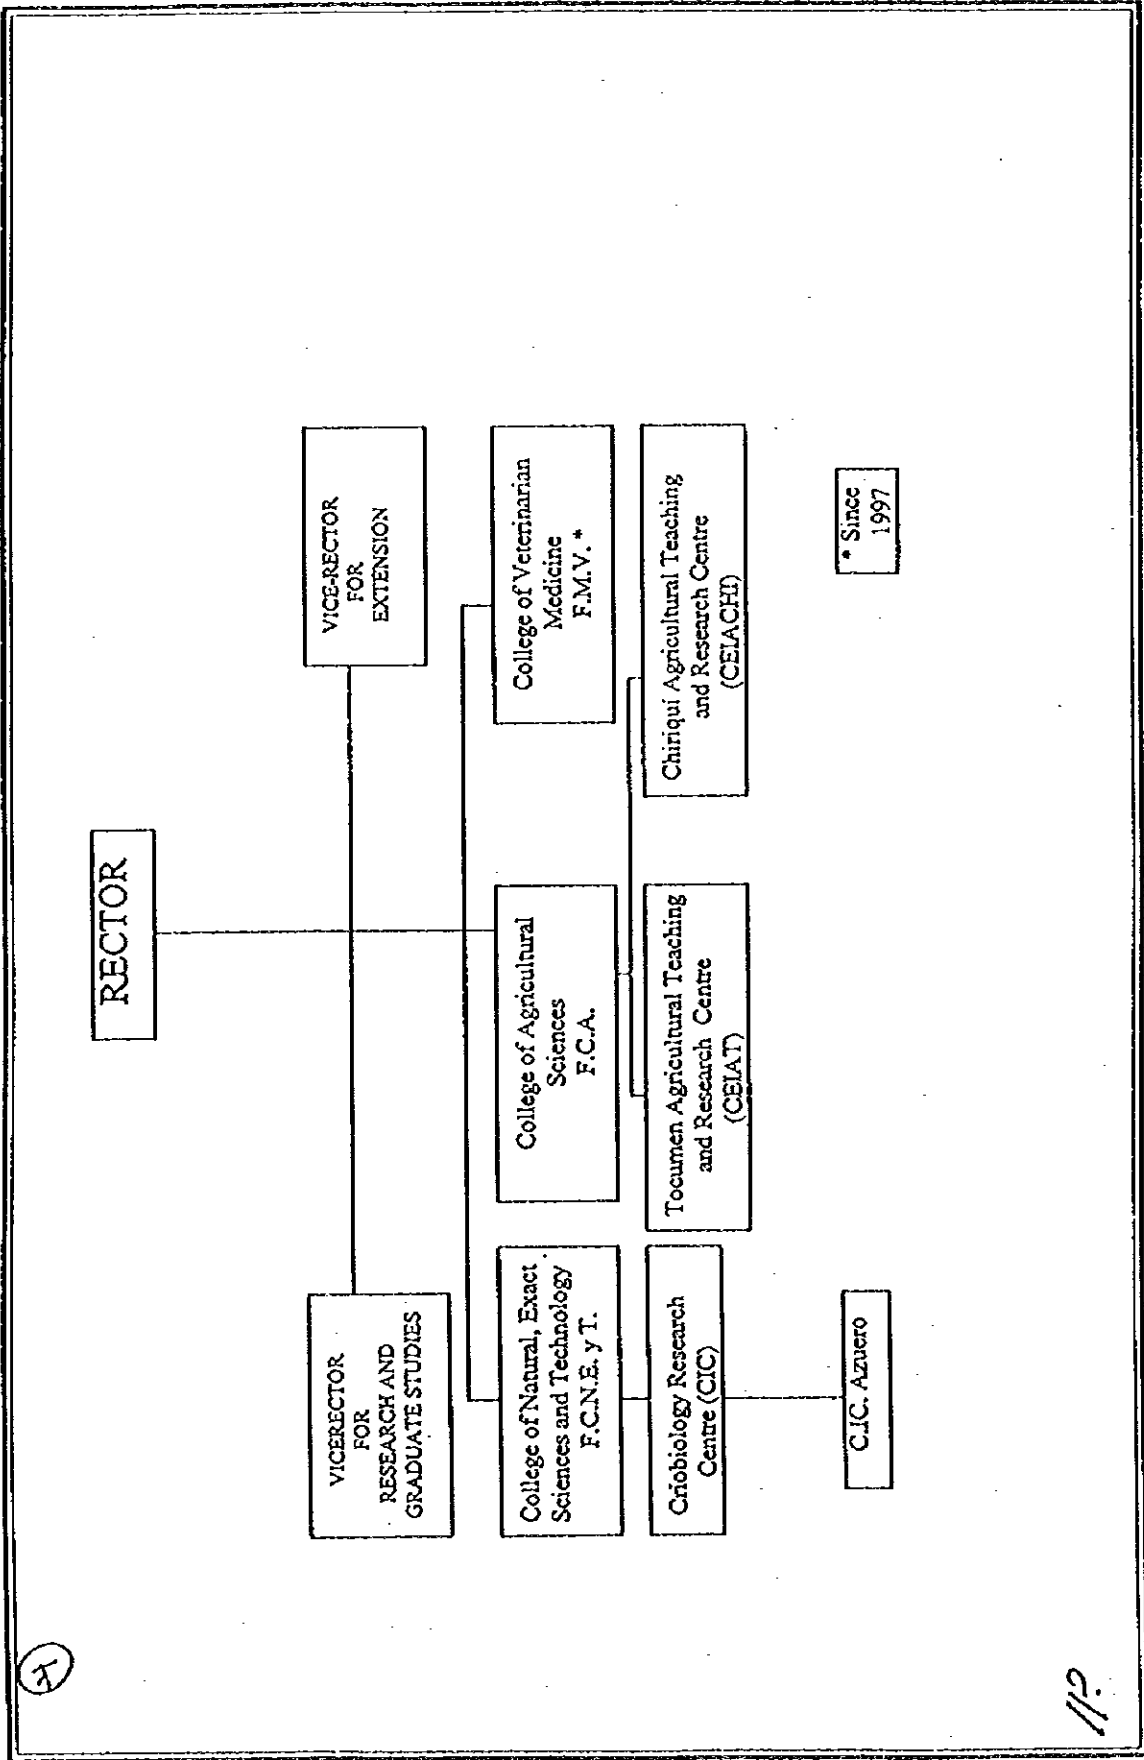 RECTOR
VICERECTOR
FOR
RESEARCH AND
GRADUATE STUDIES
VICE-RECTOR
FOR
EXTENSION
College of Natural, Exact
Sciences and Technology
F.C.N.E. y T.
College of Agricultural
Sciences
F.C.A.
College of Veterinarian
Medicine
F.M.V. *
Criobiology Research
Centre (CIC)
Tocumen Agricultural Teaching
and Research Centre
(CEIAT)
Chiriquí Agricultural Teaching
and Research Centre
(CEIACHI)
C.IC. Azuero
* Since
1997